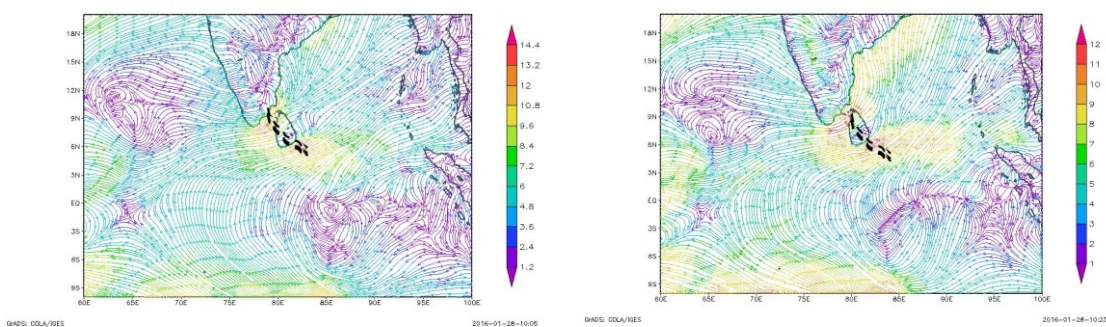 18N
15N
12N
9N
6N
3N
EQ
3S
6S
9S
60E 65E 70E 75E 80E 85E 90E 95E 100E
14.4
13.2
12
10.8
9.6
8.4
7.2
6
4.8
3.6
2.4
1.2
GrADS: COLA/IGES
2016-01-28-10:05
18N
15N
12N
9N
6N
3N
EQ
3S
6S
9S
60E 65E 70E 75E 80E 85E 90E 95E 100E
12
11
10
9
8
7
6
5
4
3
2
1
GrADS: COLA/IGES
2016-01-28-10:23